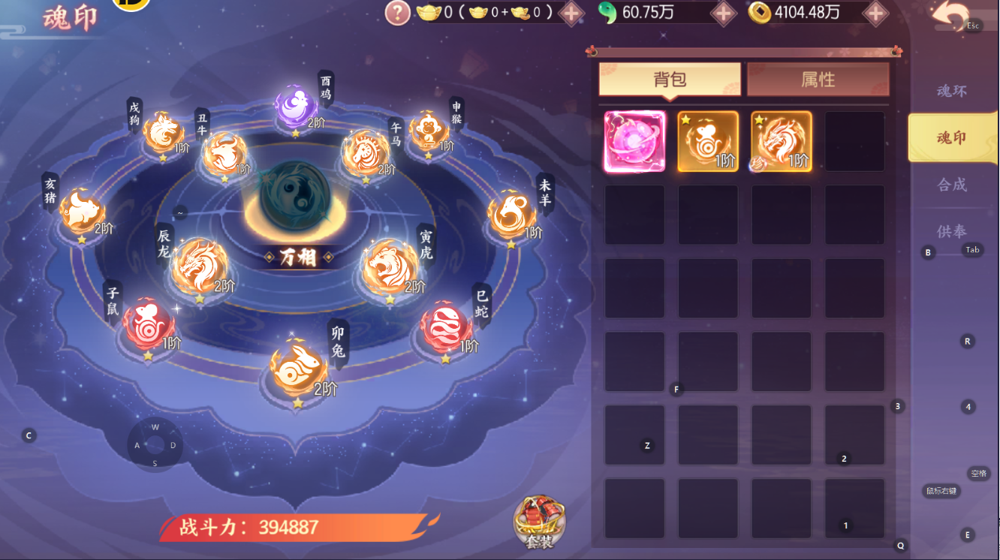 魂印
0 ( 0 + 0 )
60.75万
4104.48万
Esc
背包
属性
魂环
魂印
合成
供奉
酉鸡
2阶
戌狗
1阶
丑牛
1阶
午马
2阶
申猴
1阶
亥猪
2阶
未羊
1阶
~
万相
辰龙
2阶
寅虎
2阶
子鼠
1阶
巳蛇
1阶
卯兔
2阶
1阶
珍
1阶
B
Tab
R
F
3
4
C
W
A
D
S
Z
2
空格
鼠标右键
1
E
Q
战斗力：394887
套装